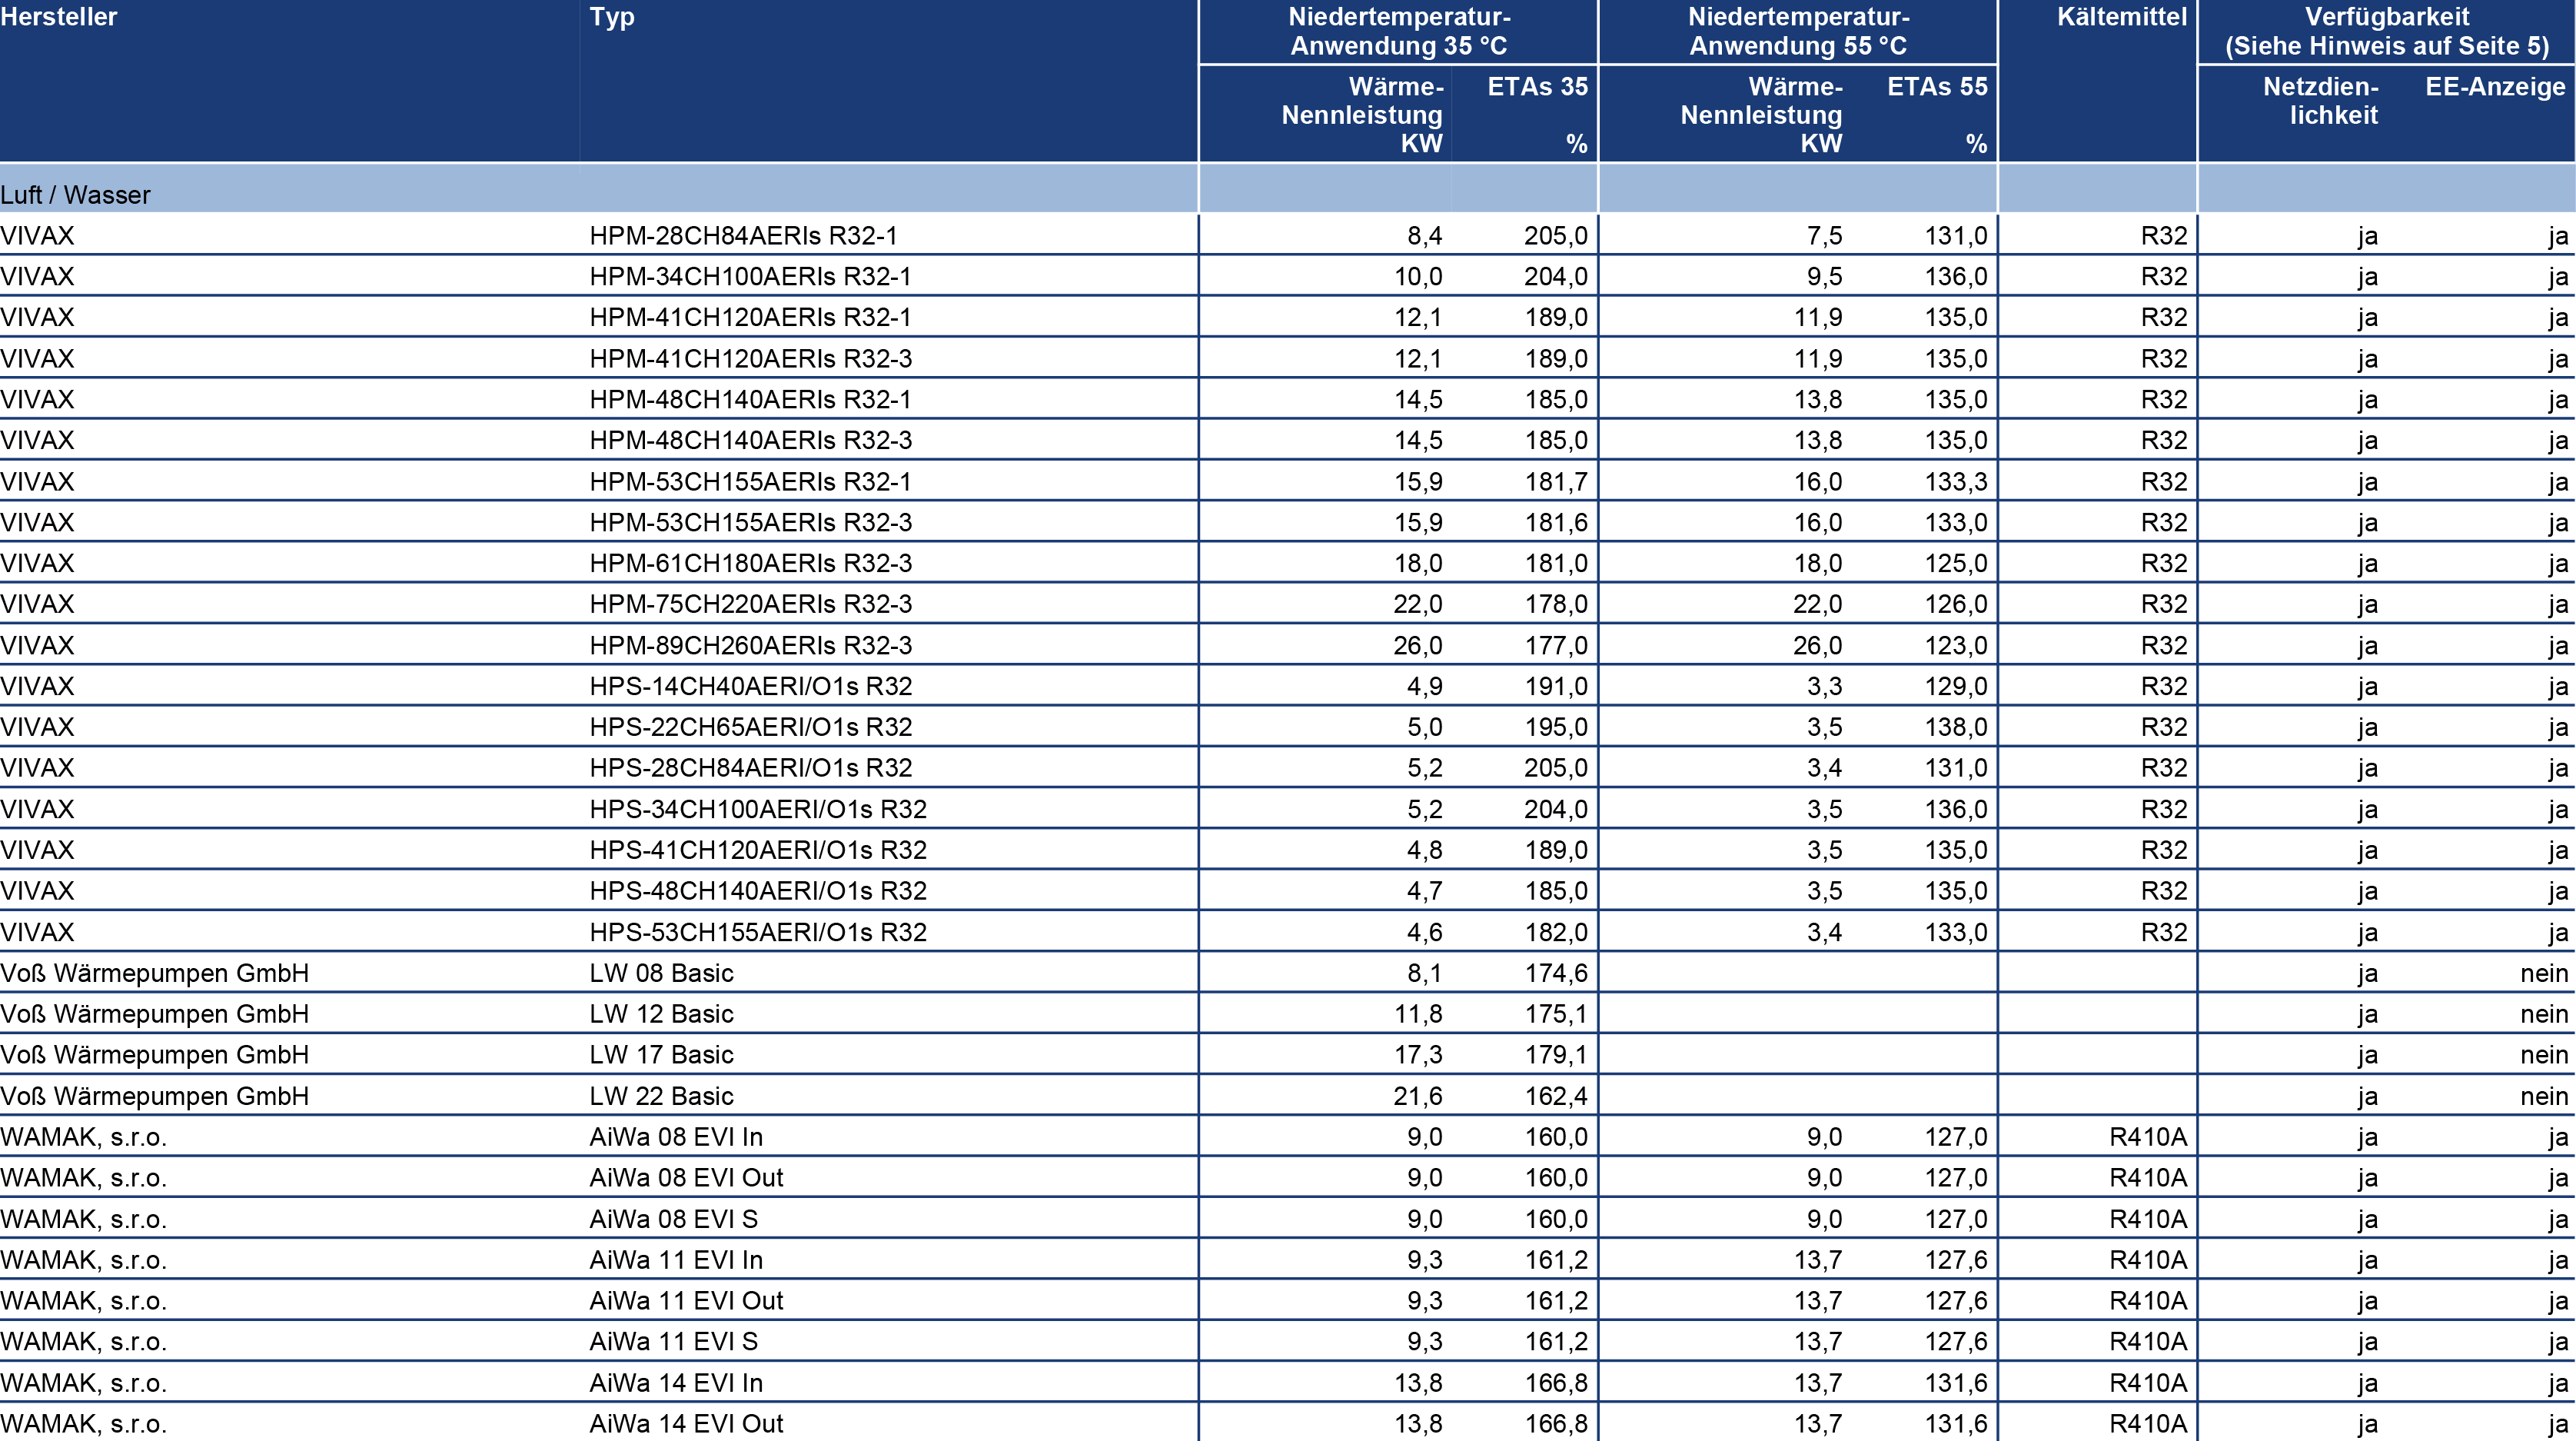 Hersteller Typ Niedertemperatur- Niedertemperatur- Kältemittel Verfügbarkeit
Anwendung 35 °C Anwendung 55 °C (Siehe Hinweis auf Seite 5)
Wärme- ETAs 35 Wärme- ETAs 55 Netzdien- EE-Anzeige
Nennleistung Nennleistung lichkeit
KW % KW %
Luft / Wasser
VIVAX HPM-28CH84AERIs R32-1 8,4 205,0 7,5 131,0 R32 ja ja
VIVAX HPM-34CH100AERIs R32-1 10,0 204,0 9,5 136,0 R32 ja ja
VIVAX HPM-41CH120AERIs R32-1 12,1 189,0 11,9 135,0 R32 ja ja
VIVAX HPM-41CH120AERIs R32-3 12,1 189,0 11,9 135,0 R32 ja ja
VIVAX HPM-48CH140AERIs R32-1 14,5 185,0 13,8 135,0 R32 ja ja
VIVAX HPM-48CH140AERIs R32-3 14,5 185,0 13,8 135,0 R32 ja ja
VIVAX HPM-53CH155AERIs R32-1 15,9 181,7 16,0 133,3 R32 ja ja
VIVAX HPM-53CH155AERIs R32-3 15,9 181,6 16,0 133,0 R32 ja ja
VIVAX HPM-61CH180AERIs R32-3 18,0 181,0 18,0 125,0 R32 ja ja
VIVAX HPM-75CH220AERIs R32-3 22,0 178,0 22,0 126,0 R32 ja ja
VIVAX HPM-89CH260AERIs R32-3 26,0 177,0 26,0 123,0 R32 ja ja
VIVAX HPS-14CH40AERI/O1s R32 4,9 191,0 3,3 129,0 R32 ja ja
VIVAX HPS-22CH65AERI/O1s R32 5,0 195,0 3,5 138,0 R32 ja ja
VIVAX HPS-28CH84AERI/O1s R32 5,2 205,0 3,4 131,0 R32 ja ja
VIVAX HPS-34CH100AERI/O1s R32 5,2 204,0 3,5 136,0 R32 ja ja
VIVAX HPS-41CH120AERI/O1s R32 4,8 189,0 3,5 135,0 R32 ja ja
VIVAX HPS-48CH140AERI/O1s R32 4,7 185,0 3,5 135,0 R32 ja ja
VIVAX HPS-53CH155AERI/O1s R32 4,6 182,0 3,4 133,0 R32 ja ja
Voß Wärmepumpen GmbH LW 08 Basic 8,1 174,6 ja nein
Voß Wärmepumpen GmbH LW 12 Basic 11,8 175,1 ja nein
Voß Wärmepumpen GmbH LW 17 Basic 17,3 179,1 ja nein
Voß Wärmepumpen GmbH LW 22 Basic 21,6 162,4 ja nein
WAMAK, s.r.o. AiWa 08 EVI In 9,0 160,0 9,0 127,0 R410A ja ja
WAMAK, s.r.o. AiWa 08 EVI Out 9,0 160,0 9,0 127,0 R410A ja ja
WAMAK, s.r.o. AiWa 08 EVI S 9,0 160,0 9,0 127,0 R410A ja ja
WAMAK, s.r.o. AiWa 11 EVI In 9,3 161,2 13,7 127,6 R410A ja ja
WAMAK, s.r.o. AiWa 11 EVI Out 9,3 161,2 13,7 127,6 R410A ja ja
WAMAK, s.r.o. AiWa 11 EVI S 9,3 161,2 13,7 127,6 R410A ja ja
WAMAK, s.r.o. AiWa 14 EVI In 13,8 166,8 13,7 131,6 R410A ja ja
WAMAK, s.r.o. AiWa 14 EVI Out 13,8 166,8 13,7 131,6 R410A ja ja